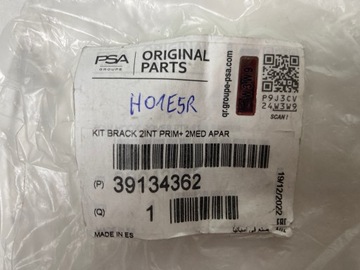 PSA
GROUPE
ORIGINAL
PARTS
qr.groupe-psa.com
P9J3CV
24W3W9
SCAN !
H01E5R
KIT BRACK 2INT PRIM+ 2MED APAR
(P) 39134362
(Q) 1
19/12/2022
MADE IN ES